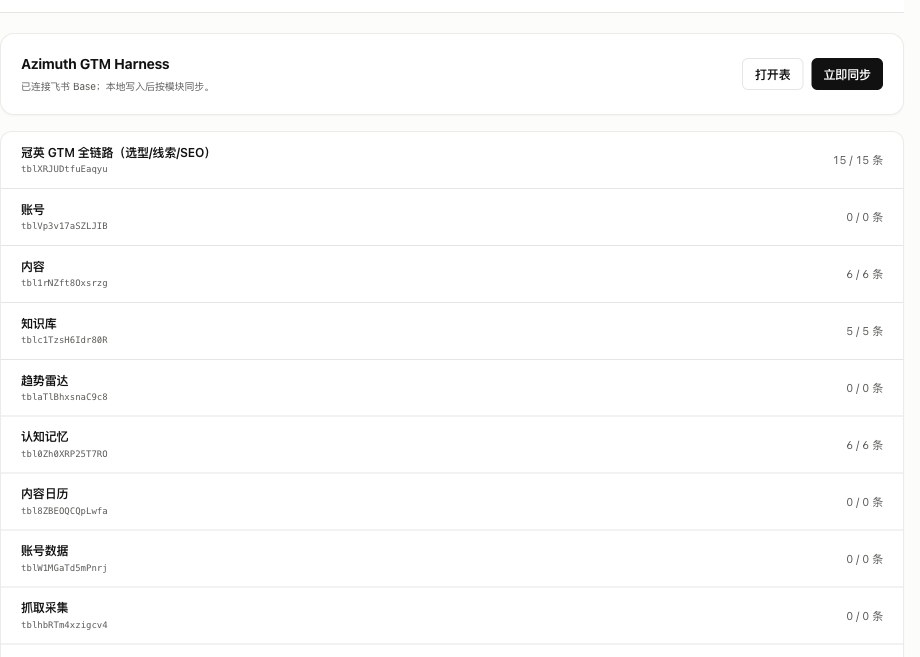 Azimuth GTM Harness
已连接飞书 Base；本地写入后按模块同步。
打开表
立即同步
冠英 GTM 全链路（选型/线索/SEO）
tblXRJUDtfuEaqyu
15 / 15 条
账号
tblVp3v17aSZLJIB
0 / 0 条
内容
tbl1rNZft8Oxsrzg
6 / 6 条
知识库
tblc1TzsH6Idr80R
5 / 5 条
趋势雷达
tblaTlBhxsnaC9c8
0 / 0 条
认知记忆
tbl0Zh0XRP25T7RO
6 / 6 条
内容日历
tbl8ZBEOQCQpLwfa
0 / 0 条
账号数据
tblW1MGaTd5mPnrj
0 / 0 条
抓取采集
tblhbRTm4xzigcv4
0 / 0 条